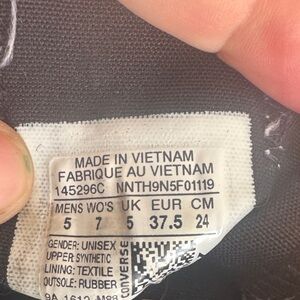 MADE IN VIETNAM
FABRIQUE AU VIETNAM
145296C NNTH9N5F01119
MENS WO'S UK EUR CM
5 7 5 37.5 24
GENDER: UNISEX
UPPER SYNTHETIC
LINING: TEXTILE
OUTSOLE: RUBBER
CONVERSE